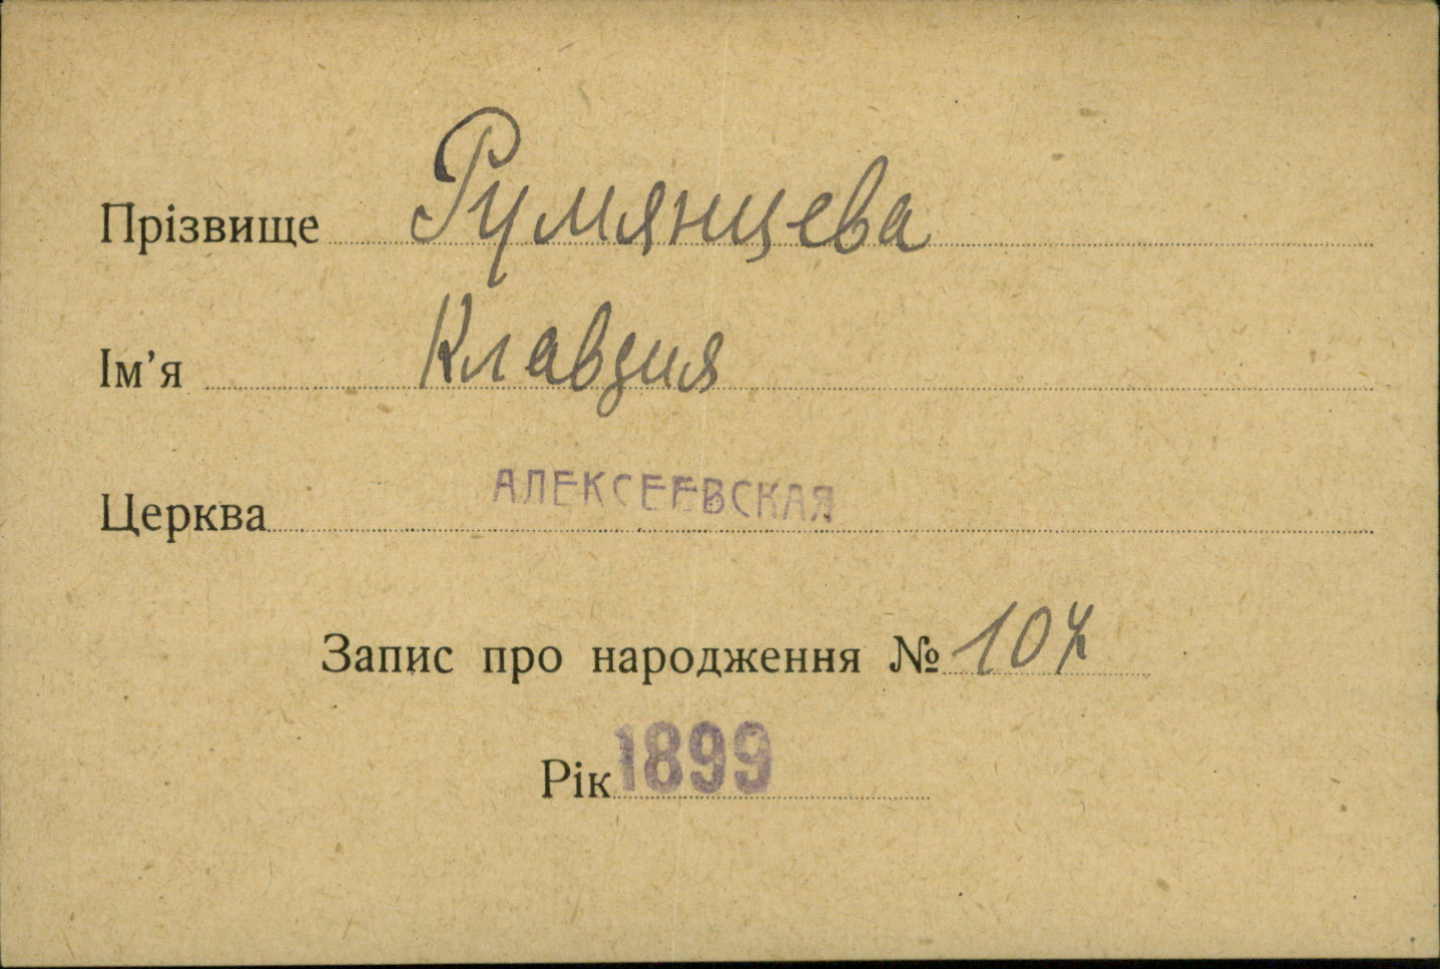 Прізвище Румянцева
Ім’я Клавдия
Церква АЛЕКСЕЕВСКАЯ
Запис про народження № 107
Рік 1899